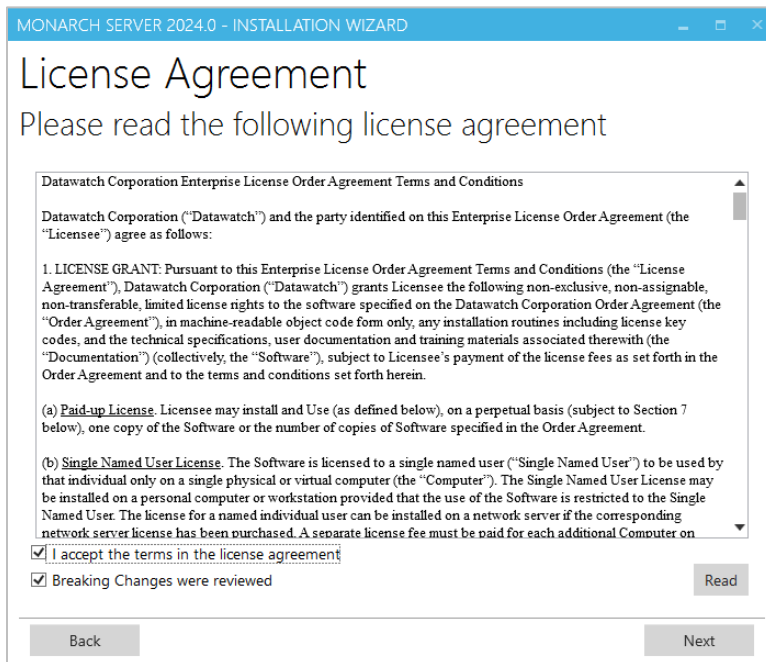 MONARCH SERVER 2024.0 - INSTALLATION WIZARD
License Agreement
Please read the following license agreement
Datawatch Corporation Enterprise License Order Agreement Terms and Conditions
Datawatch Corporation (“Datawatch”) and the party identified on this Enterprise License Order Agreement (the
“Licensee”) agree as follows:
1. LICENSE GRANT: Pursuant to this Enterprise License Order Agreement Terms and Conditions (the “License
Agreement”), Datawatch Corporation (“Datawatch”) grants Licensee the following non-exclusive, non-assignable,
non-transferable, limited license rights to the software specified on the Datawatch Corporation Order Agreement (the
“Order Agreement”), in machine-readable object code form only, any installation routines including license key
codes, and the technical specifications, user documentation and training materials associated therewith (the
“Documentation”) (collectively, the “Software”), subject to Licensee’s payment of the license fees as set forth in the
Order Agreement and to the terms and conditions set forth herein.
(a) Paid-up License. Licensee may install and Use (as defined below), on a perpetual basis (subject to Section 7
below), one copy of the Software or the number of copies of Software specified in the Order Agreement.
(b) Single Named User License. The Software is licensed to a single named user (“Single Named User”) to be used by
that individual only on a single physical or virtual computer (the “Computer”). The Single Named User License may
be installed on a personal computer or workstation provided that the use of the Software is restricted to the Single
Named User. The license for a named individual user can be installed on a network server if the corresponding
network server license has been purchased. A separate license fee must be paid for each additional Computer on
I accept the terms in the license agreement
Breaking Changes were reviewed
Read
Back
Next